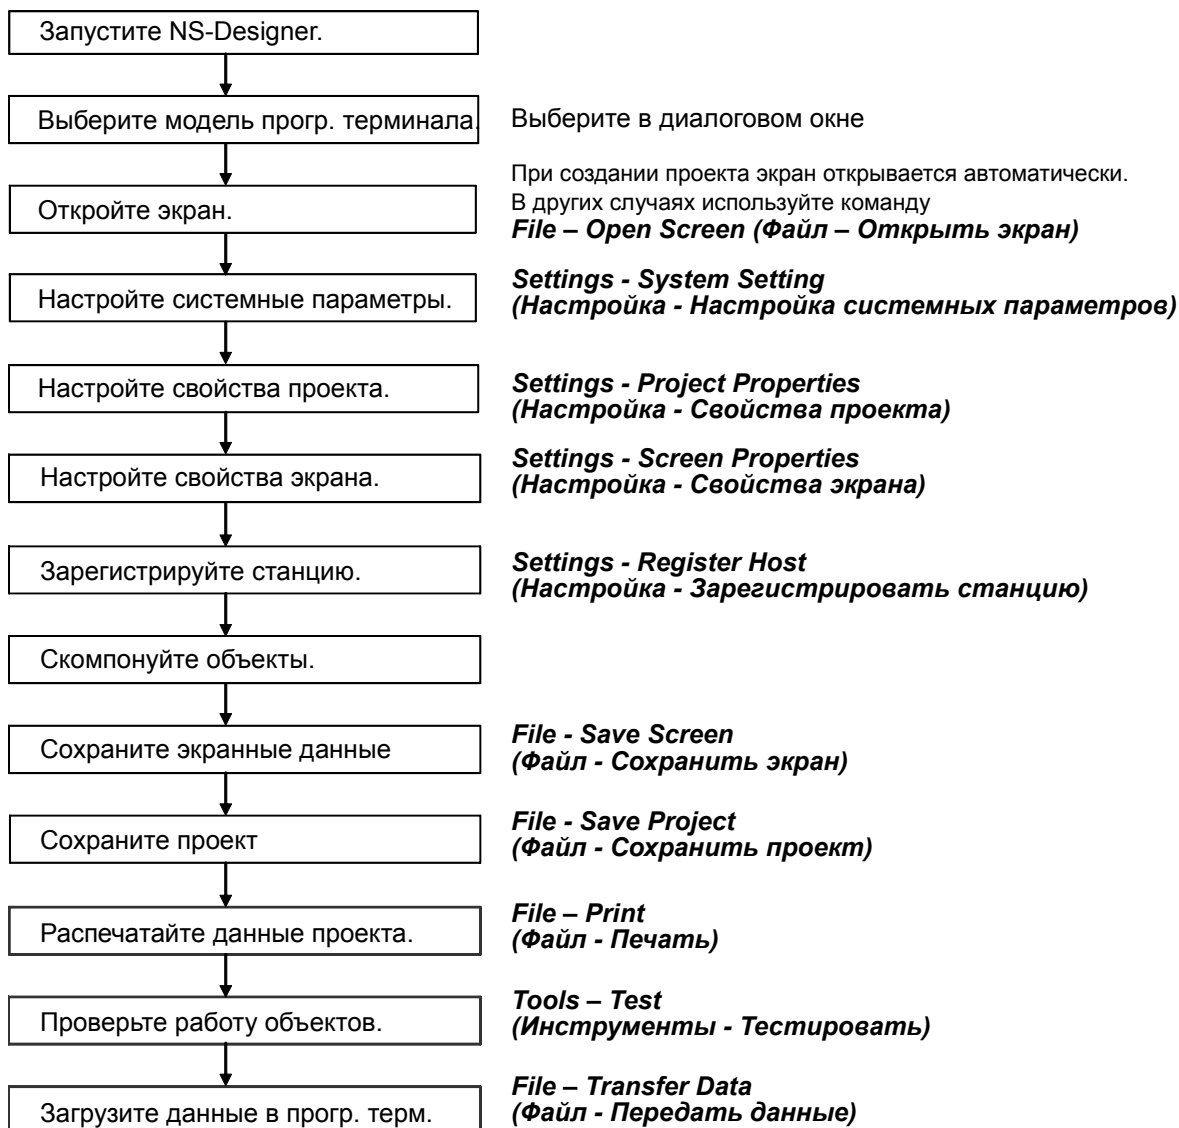 Запустите NS-Designer.
Выберите модель прогр. терминала.
Выберите в диалоговом окне
При создании проекта экран открывается автоматически.
В других случаях используйте команду
File – Open Screen (Файл – Открыть экран)
Откройте экран.
Settings - System Setting
(Настройка - Настройка системных параметров)
Настройте системные параметры.
Settings - Project Properties
(Настройка - Свойства проекта)
Настройте свойства проекта.
Settings - Screen Properties
(Настройка - Свойства экрана)
Настройте свойства экрана.
Settings - Register Host
(Настройка - Зарегистрировать станцию)
Зарегистрируйте станцию.
Скомпонуйте объекты.
File - Save Screen
(Файл - Сохранить экран)
Сохраните экранные данные
File - Save Project
(Файл - Сохранить проект)
Сохраните проект
File – Print
(Файл - Печать)
Распечатайте данные проекта.
Tools – Test
(Инструменты - Тестировать)
Проверьте работу объектов.
File – Transfer Data
(Файл - Передать данные)
Загрузите данные в прогр. терм.